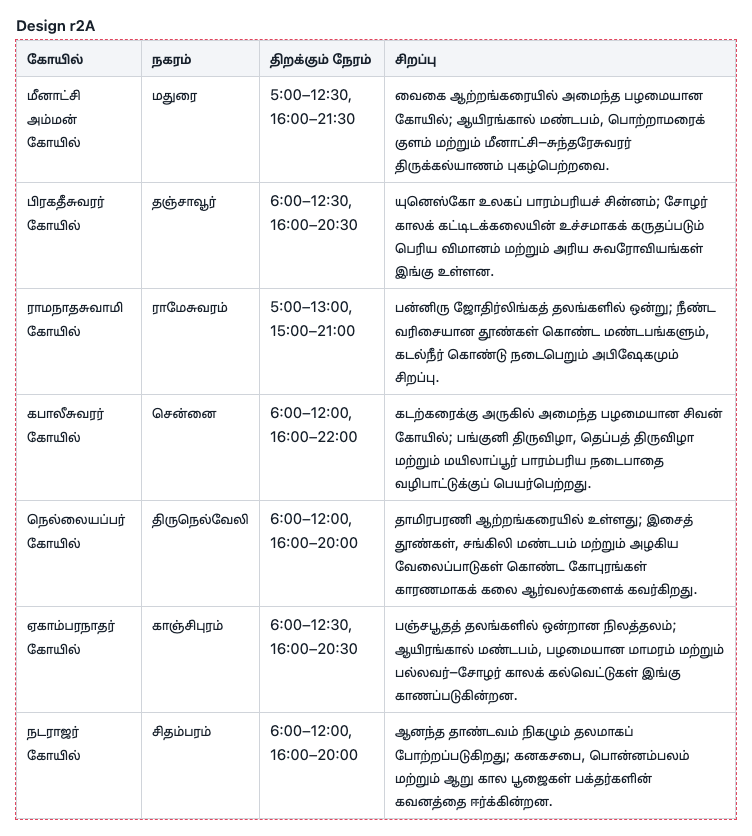 Design r2A
கோயில் நகரம் திறக்கும் நேரம் சிறப்பு
மீனாட்சி
அம்மன்
கோயில்
மதுரை
5:00–12:30,
16:00–21:30
வைகை ஆற்றங்கரையில் அமைந்த பழமையான
கோயில்; ஆயிரங்கால் மண்டபம், பொற்றாமரைக்
குளம் மற்றும் மீனாட்சி–சுந்தரேசுவரர்
திருக்கல்யாணம் புகழ்பெற்றவை.
பிரகதீசுவரர்
கோயில்
தஞ்சாவூர்
6:00–12:30,
16:00–20:30
யுனெஸ்கோ உலகப் பாரம்பரியச் சின்னம்; சோழர்
காலக் கட்டிடக்கலையின் உச்சமாகக் கருதப்படும்
பெரிய விமானம் மற்றும் அரிய சுவரோவியங்கள்
இங்கு உள்ளன.
ராமநாதசுவாமி
கோயில்
ராமேசுவரம்
5:00–13:00,
15:00–21:00
பன்னிரு ஜோதிர்லிங்கத் தலங்களில் ஒன்று; நீண்ட
வரிசையான தூண்கள் கொண்ட மண்டபங்களும்,
கடல்நீர் கொண்டு நடைபெறும் அபிஷேகமும்
சிறப்பு.
கபாலீசுவரர்
கோயில்
சென்னை
6:00–12:00,
16:00–22:00
கடற்கரைக்கு அருகில் அமைந்த பழமையான சிவன்
கோயில்; பங்குனி திருவிழா, தெப்பத் திருவிழா
மற்றும் மயிலாப்பூர் பாரம்பரிய நடைபாதை
வழிபாட்டுக்குப் பெயர்பெற்றது.
நெல்லையப்பர்
கோயில்
திருநெல்வேலி
6:00–12:00,
16:00–20:00
தாமிரபரணி ஆற்றங்கரையில் உள்ளது; இசைத்
தூண்கள், சங்கிலி மண்டபம் மற்றும் அழகிய
வேலைப்பாடுகள் கொண்ட கோபுரங்கள்
காரணமாகக் கலை ஆர்வலர்களைக் கவர்கிறது.
ஏகாம்பரநாதர்
கோயில்
காஞ்சிபுரம்
6:00–12:30,
16:00–20:30
பஞ்சபூதத் தலங்களில் ஒன்றான நிலத்தலம்;
ஆயிரங்கால் மண்டபம், பழமையான மாமரம் மற்றும்
பல்லவர்–சோழர் காலக் கல்வெட்டுகள் இங்கு
காணப்படுகின்றன.
நடராஜர்
கோயில்
சிதம்பரம்
6:00–12:00,
16:00–20:00
ஆனந்த தாண்டவம் நிகழும் தலமாகப்
போற்றப்படுகிறது; கனகசபை, பொன்னம்பலம்
மற்றும் ஆறு கால பூஜைகள் பக்தர்களின்
கவனத்தை ஈர்க்கின்றன.